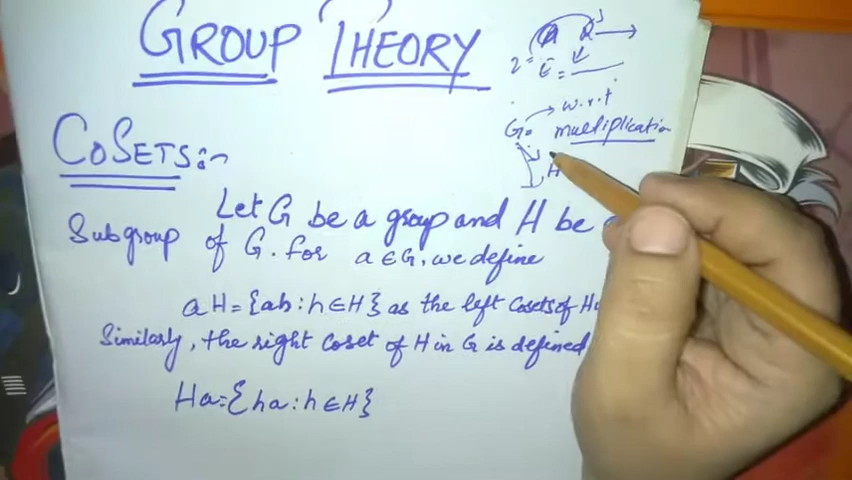 GROUP THEORY
COSETS:-
G. → w.r.t
multiplication
H
Let G be a group and H be
Subgroup of G. For a ∈ G, we define
aH = {ah : h ∈ H} as the left Cosets of H
Similarly, the right coset of H in G is defined
Ha = {ha : h ∈ H}